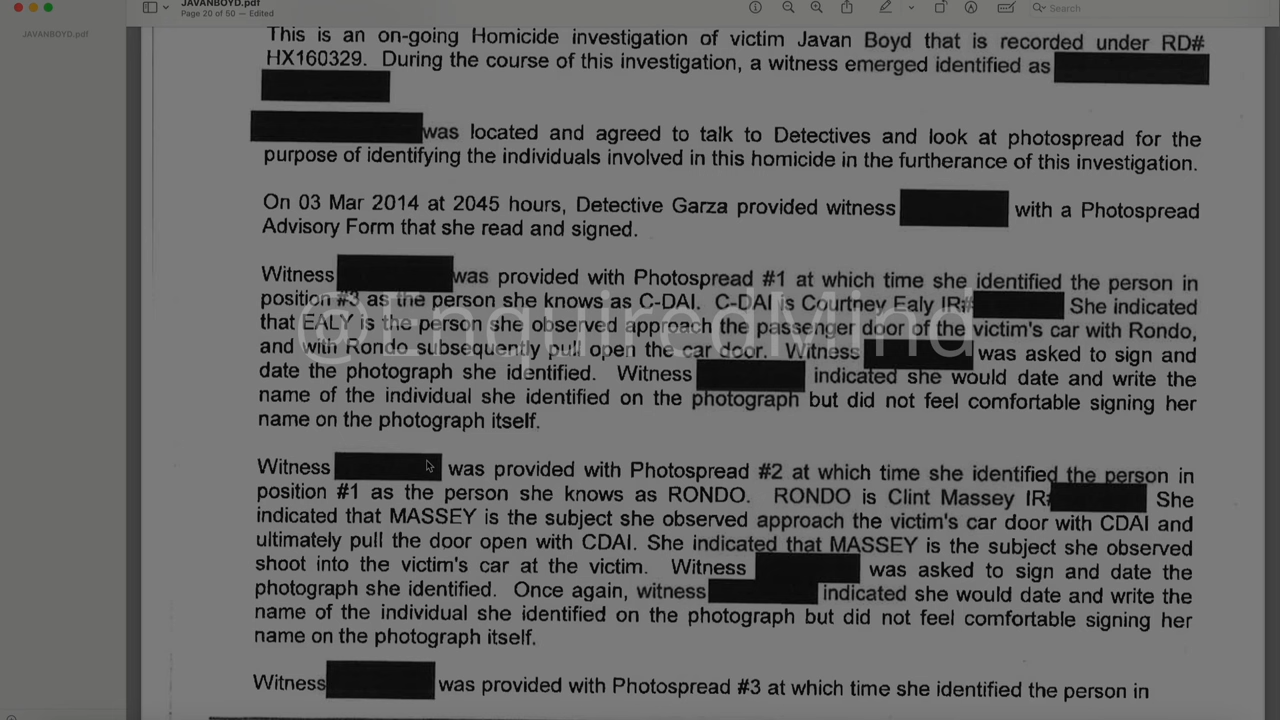 JAVANBOYD.pdf
Page 20 of 50 — Edited
Search
JAVANBOYD.pdf
This is an on-going Homicide investigation of victim Javan Boyd that is recorded under RD#
HX160329. During the course of this investigation, a witness emerged identified as
was located and agreed to talk to Detectives and look at photospread for the
purpose of identifying the individuals involved in this homicide in the furtherance of this investigation.
On 03 Mar 2014 at 2045 hours, Detective Garza provided witness with a Photospread
Advisory Form that she read and signed.
Witness was provided with Photospread #1 at which time she identified the person in
position #3 as the person she knows as C-DAI. C-DAI is Courtney Ealy IR# She indicated
that EALY is the person she observed approach the passenger door of the victim's car with Rondo,
@EnquiredMind
and with Rondo subsequently pull open the car door. Witness was asked to sign and
date the photograph she identified. Witness indicated she would date and write the
name of the individual she identified on the photograph but did not feel comfortable signing her
name on the photograph itself.
Witness was provided with Photospread #2 at which time she identified the person in
position #1 as the person she knows as RONDO. RONDO is Clint Massey IR# She
indicated that MASSEY is the subject she observed approach the victim's car door with CDAI and
ultimately pull the door open with CDAI. She indicated that MASSEY is the subject she observed
shoot into the victim's car at the victim. Witness was asked to sign and date the
photograph she identified. Once again, witness indicated she would date and write the
name of the individual she identified on the photograph but did not feel comfortable signing her
name on the photograph itself.
Witness was provided with Photospread #3 at which time she identified the person in